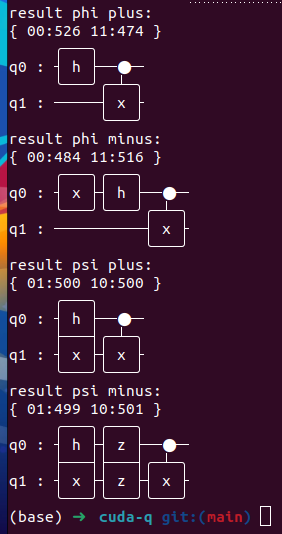 result phi plus:
{ 00:526 11:474 }
q0 : h
q1 : x
result phi minus:
{ 00:484 11:516 }
q0 : x h
q1 : x
result psi plus:
{ 01:500 10:500 }
q0 : h
q1 : x x
result psi minus:
{ 01:499 10:501 }
q0 : h z
q1 : x z x
(base) ➜ cuda-q git:(main)